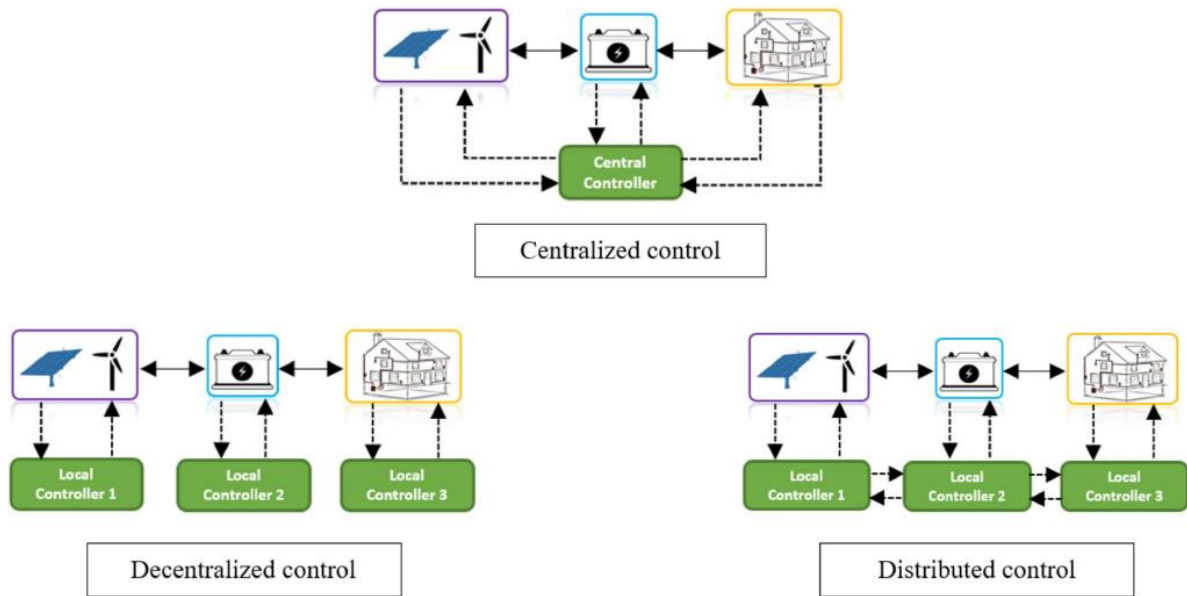 Central
Controller
Centralized control
Local
Controller 1
Local
Controller 2
Local
Controller 3
Decentralized control
Local
Controller 1
Local
Controller 2
Local
Controller 3
Distributed control